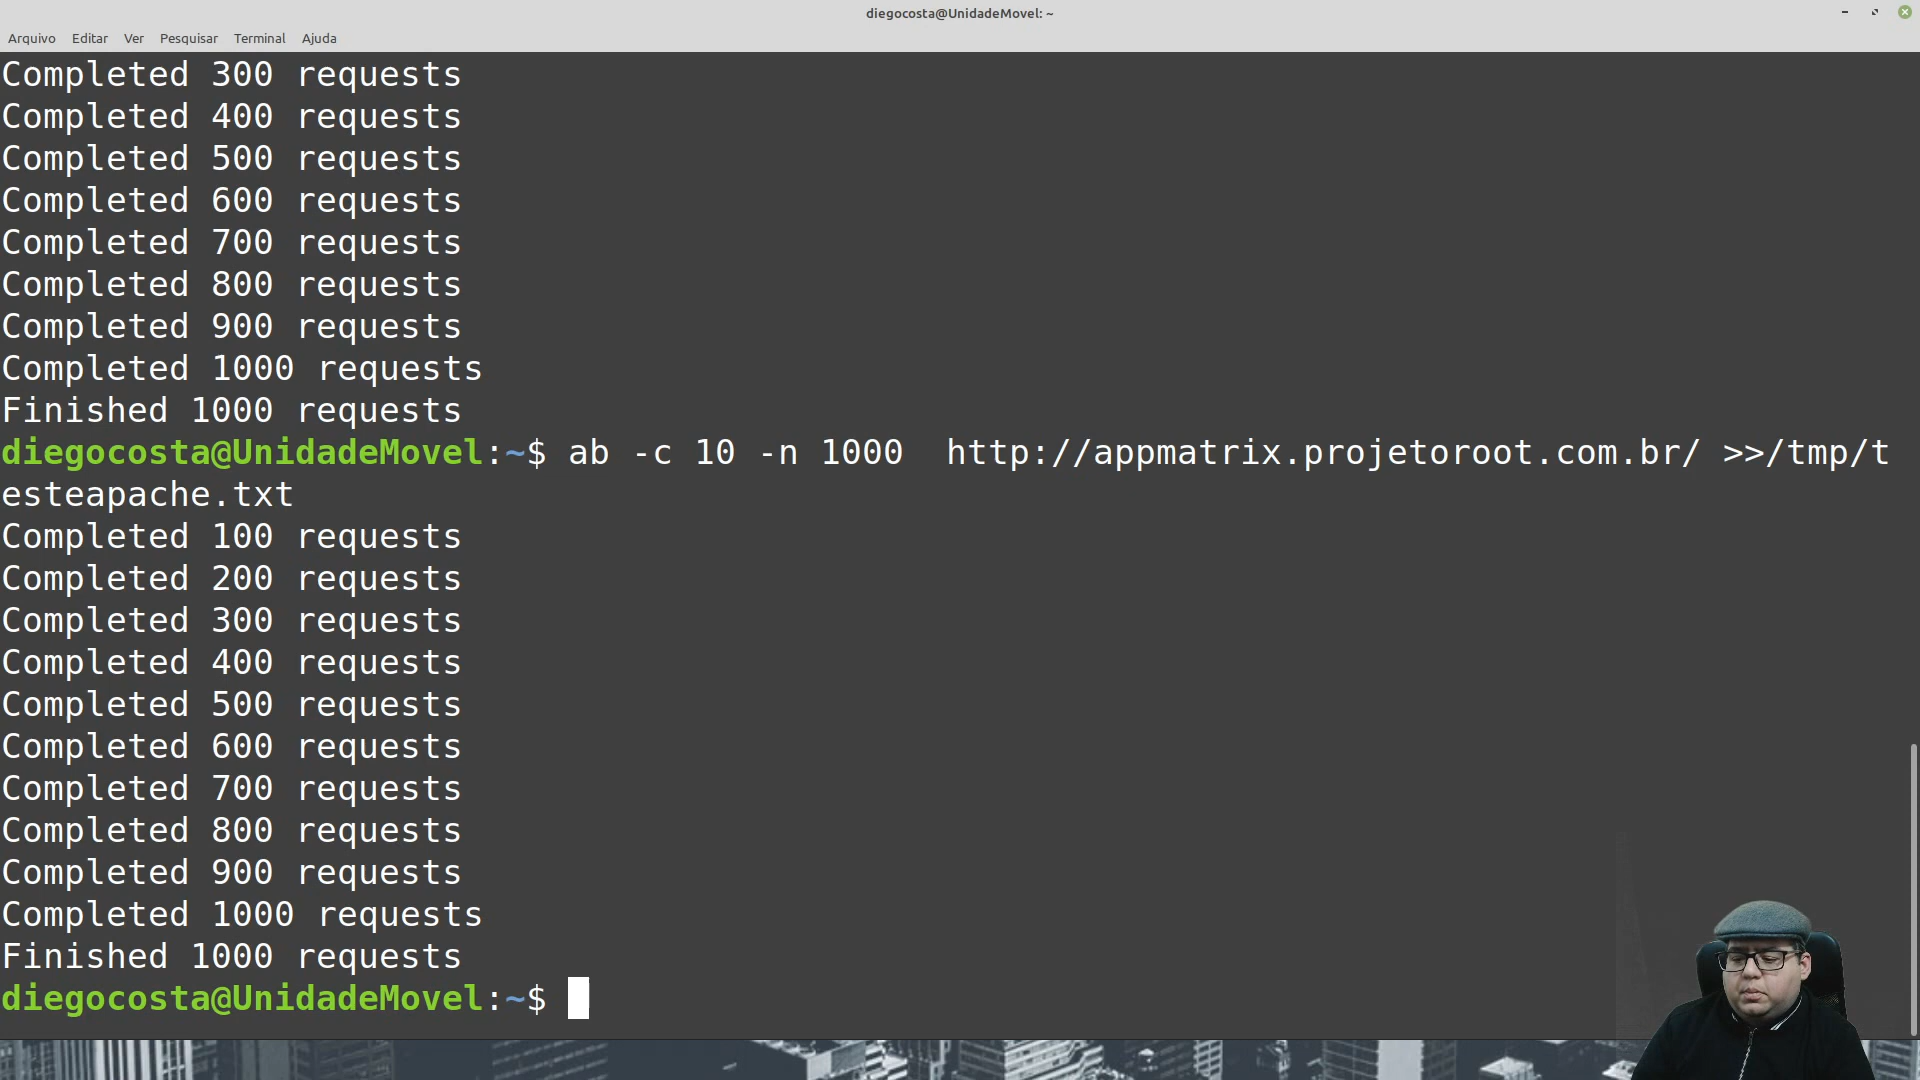 diegocosta@UnidadeMovel: ~
Arquivo Editar Ver Pesquisar Terminal Ajuda
Completed 300 requests
Completed 400 requests
Completed 500 requests
Completed 600 requests
Completed 700 requests
Completed 800 requests
Completed 900 requests
Completed 1000 requests
Finished 1000 requests
diegocosta@UnidadeMovel:~$ ab -c 10 -n 1000  http://appmatrix.projetoroot.com.br/ >>/tmp/t
esteapache.txt
Completed 100 requests
Completed 200 requests
Completed 300 requests
Completed 400 requests
Completed 500 requests
Completed 600 requests
Completed 700 requests
Completed 800 requests
Completed 900 requests
Completed 1000 requests
Finished 1000 requests
diegocosta@UnidadeMovel:~$